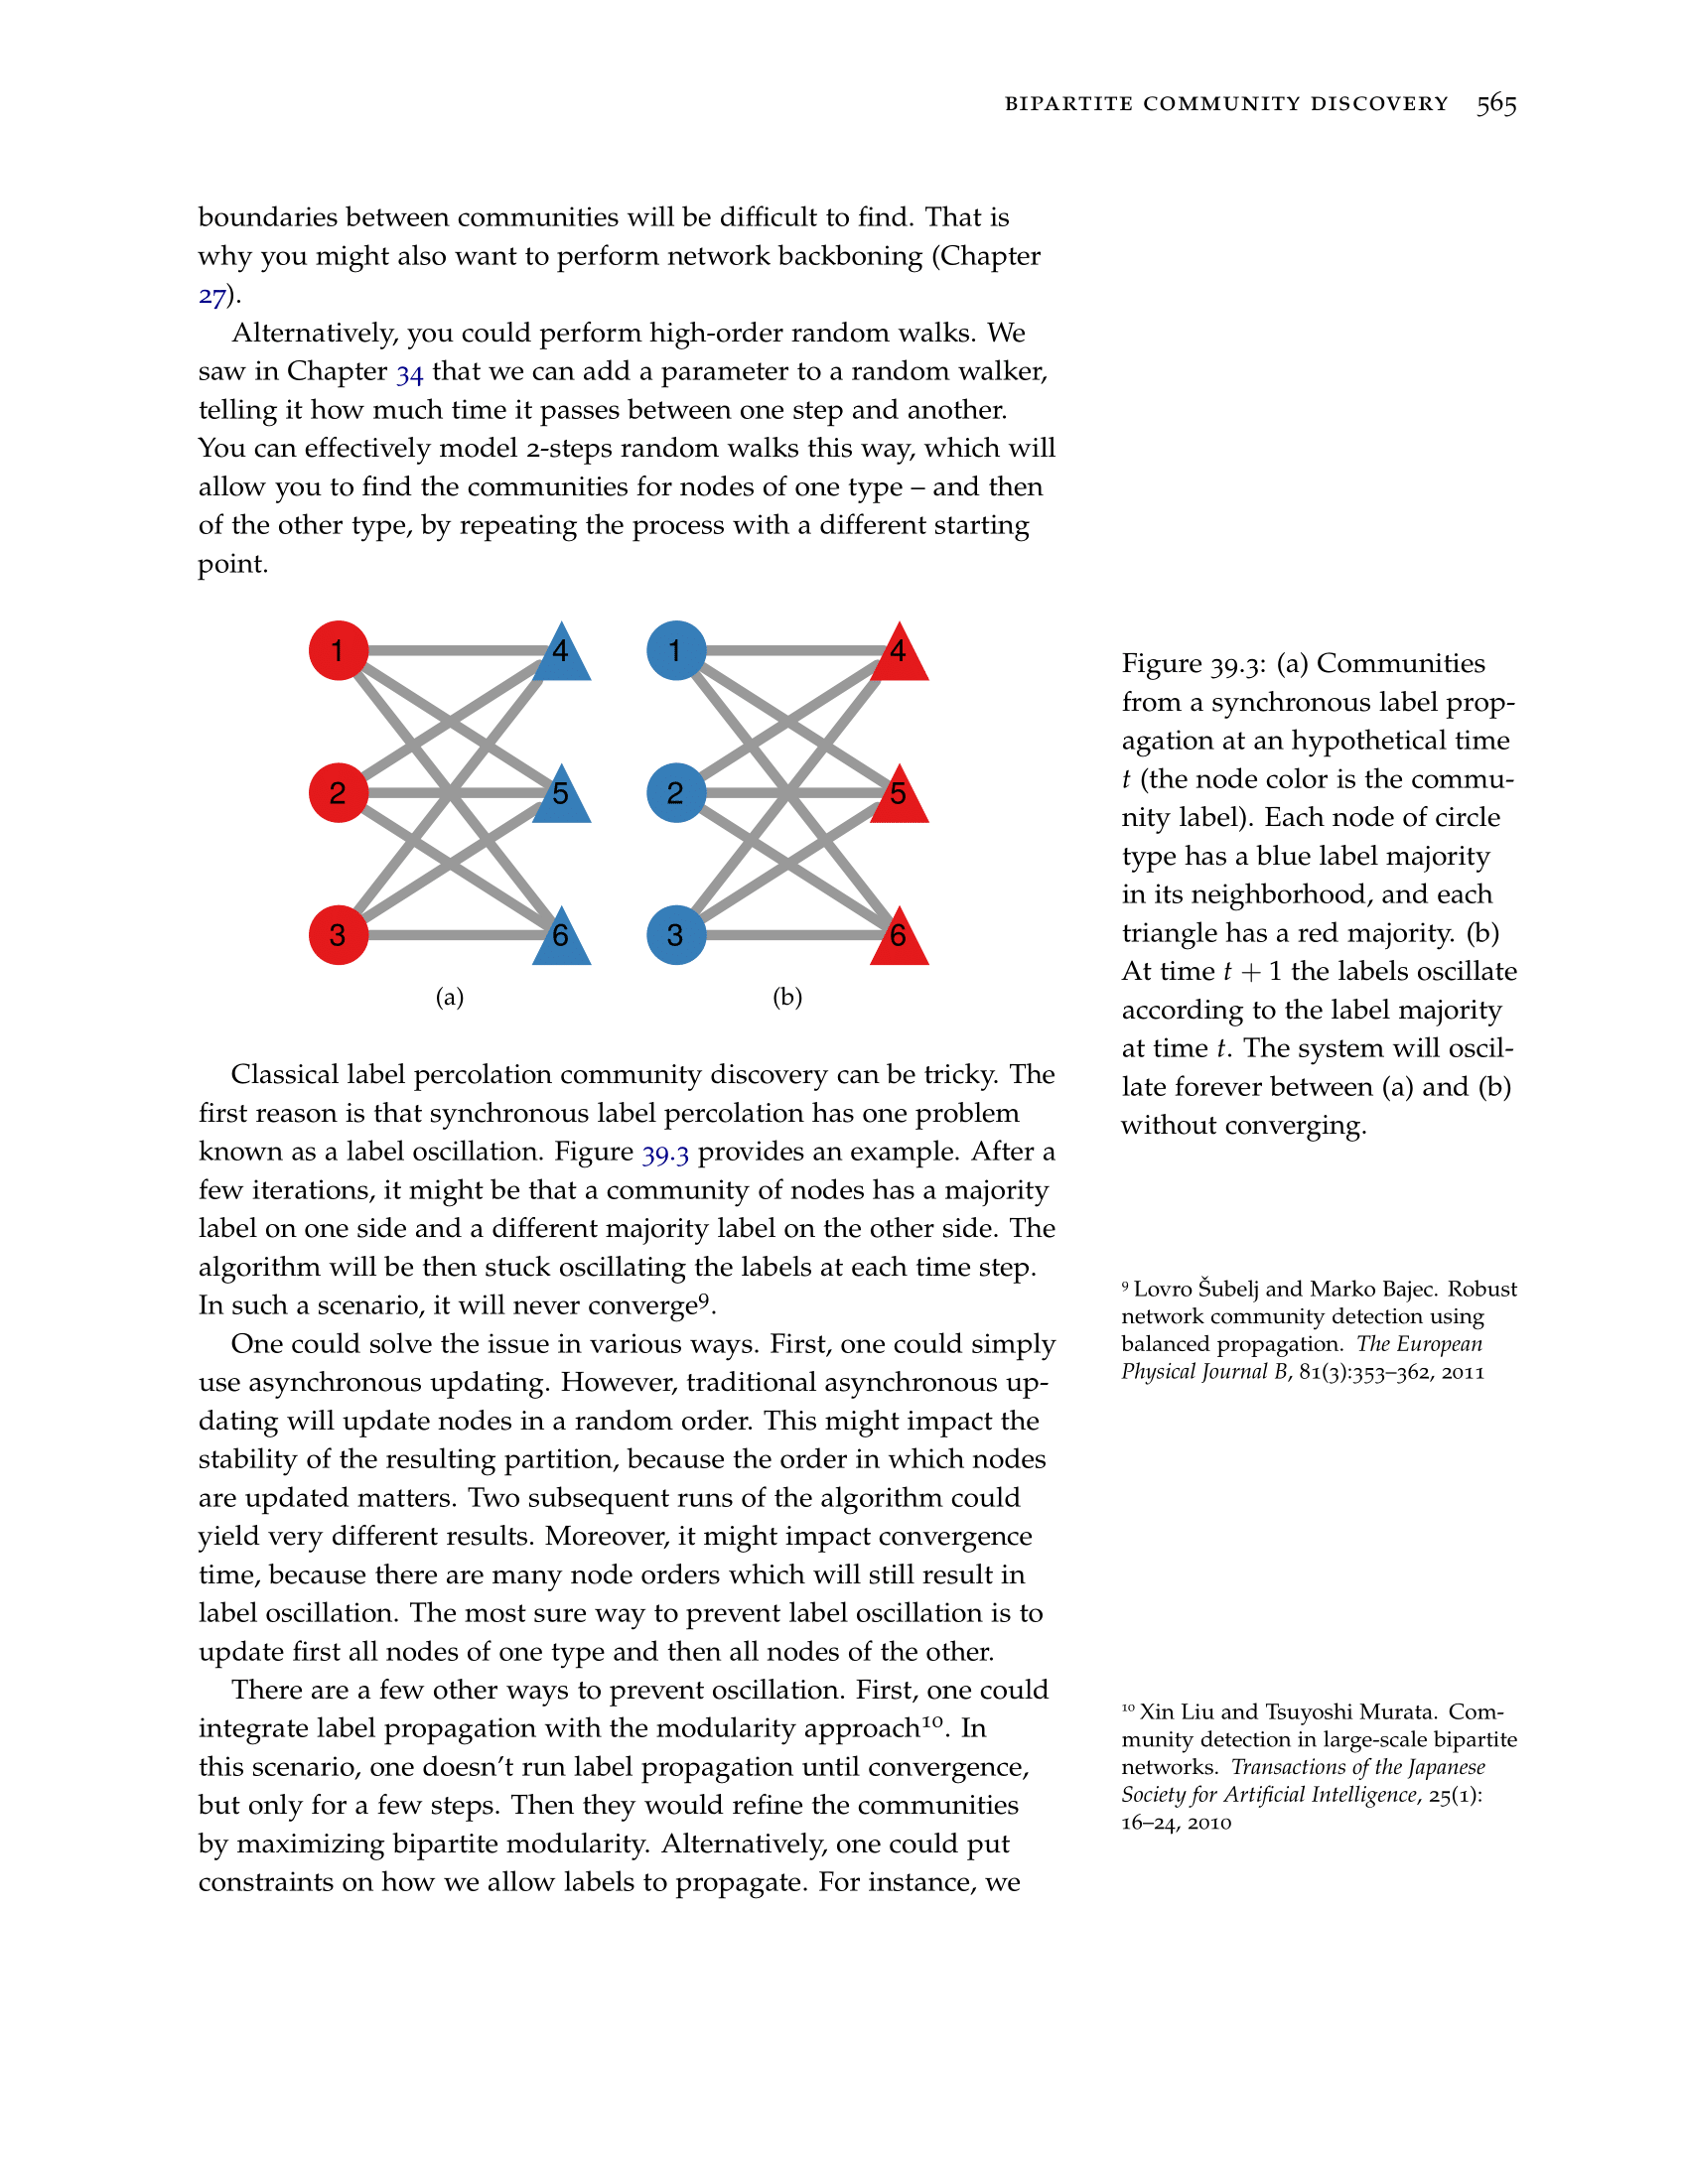 BIPARTITE COMMUNITY DISCOVERY 565
boundaries between communities will be difficult to find. That is
why you might also want to perform network backboning (Chapter
27).
Alternatively, you could perform high-order random walks. We
saw in Chapter 34 that we can add a parameter to a random walker,
telling it how much time it passes between one step and another.
You can effectively model 2-steps random walks this way, which will
allow you to find the communities for nodes of one type – and then
of the other type, by repeating the process with a different starting
point.
1 4 1 4
2 5 2 5
3 6 3 6
(a) (b)
Figure 39.3: (a) Communities
from a synchronous label prop-
agation at an hypothetical time
t (the node color is the commu-
nity label). Each node of circle
type has a blue label majority
in its neighborhood, and each
triangle has a red majority. (b)
At time t + 1 the labels oscillate
according to the label majority
at time t. The system will oscil-
late forever between (a) and (b)
without converging.
Classical label percolation community discovery can be tricky. The
first reason is that synchronous label percolation has one problem
known as a label oscillation. Figure 39.3 provides an example. After a
few iterations, it might be that a community of nodes has a majority
label on one side and a different majority label on the other side. The
algorithm will be then stuck oscillating the labels at each time step.
In such a scenario, it will never converge⁹.
⁹ Lovro Šubelj and Marko Bajec. Robust
network community detection using
balanced propagation. The European
Physical Journal B, 81(3):353–362, 2011
One could solve the issue in various ways. First, one could simply
use asynchronous updating. However, traditional asynchronous up-
dating will update nodes in a random order. This might impact the
stability of the resulting partition, because the order in which nodes
are updated matters. Two subsequent runs of the algorithm could
yield very different results. Moreover, it might impact convergence
time, because there are many node orders which will still result in
label oscillation. The most sure way to prevent label oscillation is to
update first all nodes of one type and then all nodes of the other.
There are a few other ways to prevent oscillation. First, one could
integrate label propagation with the modularity approach¹⁰. In
this scenario, one doesn't run label propagation until convergence,
but only for a few steps. Then they would refine the communities
by maximizing bipartite modularity. Alternatively, one could put
constraints on how we allow labels to propagate. For instance, we
¹⁰ Xin Liu and Tsuyoshi Murata. Com-
munity detection in large-scale bipartite
networks. Transactions of the Japanese
Society for Artificial Intelligence, 25(1):
16–24, 2010